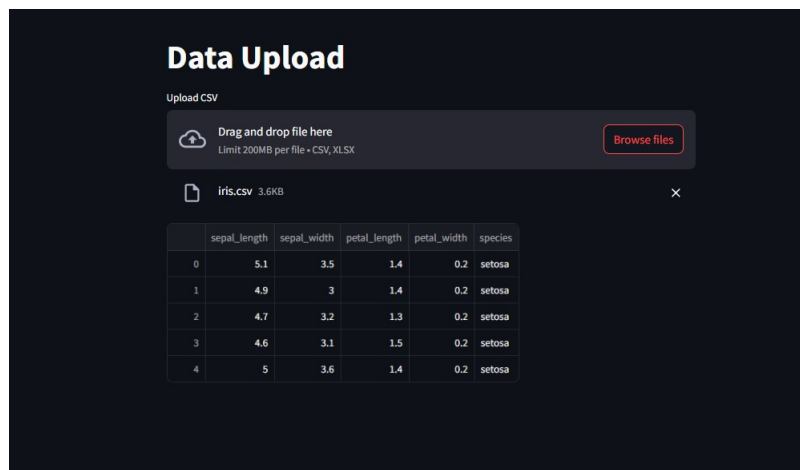 Data Upload
Upload CSV
Drag and drop file here
Limit 200MB per file • CSV, XLSX
Browse files
iris.csv 3.6KB
sepal_length sepal_width petal_length petal_width species
0 5.1 3.5 1.4 0.2 setosa
1 4.9 3 1.4 0.2 setosa
2 4.7 3.2 1.3 0.2 setosa
3 4.6 3.1 1.5 0.2 setosa
4 5 3.6 1.4 0.2 setosa